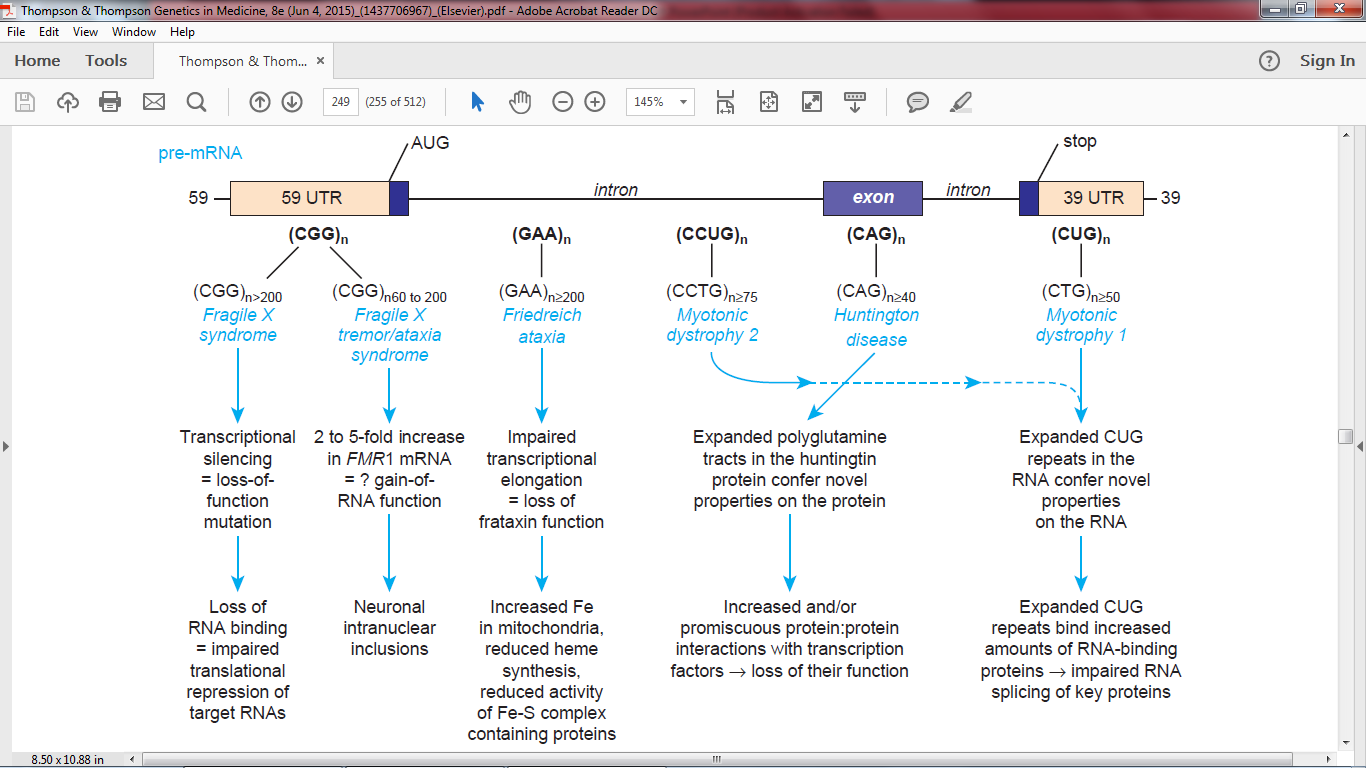 Thompson & Thompson Genetics in Medicine, 8e (Jun 4, 2015)_(1437706967)_(Elsevier).pdf - Adobe Acrobat Reader DC
File Edit View Window Help
Home Tools Thompson & Thom... × ? Sign In
249 (255 of 512) 145%
pre-mRNA
AUG
stop
59
59 UTR
intron
exon
intron
39 UTR
39
(CGG)n
(GAA)n
(CCUG)n
(CAG)n
(CUG)n
(CGG)n>200
Fragile X
syndrome
(CGG)n60 to 200
Fragile X
tremor/ataxia
syndrome
(GAA)n≥200
Friedreich
ataxia
(CCTG)n≥75
Myotonic
dystrophy 2
(CAG)n≥40
Huntington
disease
(CTG)n≥50
Myotonic
dystrophy 1
Transcriptional
silencing
= loss-of-
function
mutation
2 to 5-fold increase
in FMR1 mRNA
= ? gain-of-
RNA function
Impaired
transcriptional
elongation
= loss of
frataxin function
Expanded polyglutamine
tracts in the huntingtin
protein confer novel
properties on the protein
Expanded CUG
repeats in the
RNA confer novel
properties
on the RNA
Loss of
RNA binding
= impaired
translational
repression of
target RNAs
Neuronal
intranuclear
inclusions
Increased Fe
in mitochondria,
reduced heme
synthesis,
reduced activity
of Fe-S complex
containing proteins
Increased and/or
promiscuous protein:protein
interactions with transcription
factors → loss of their function
Expanded CUG
repeats bind increased
amounts of RNA-binding
proteins → impaired RNA
splicing of key proteins
8.50 x 10.88 in